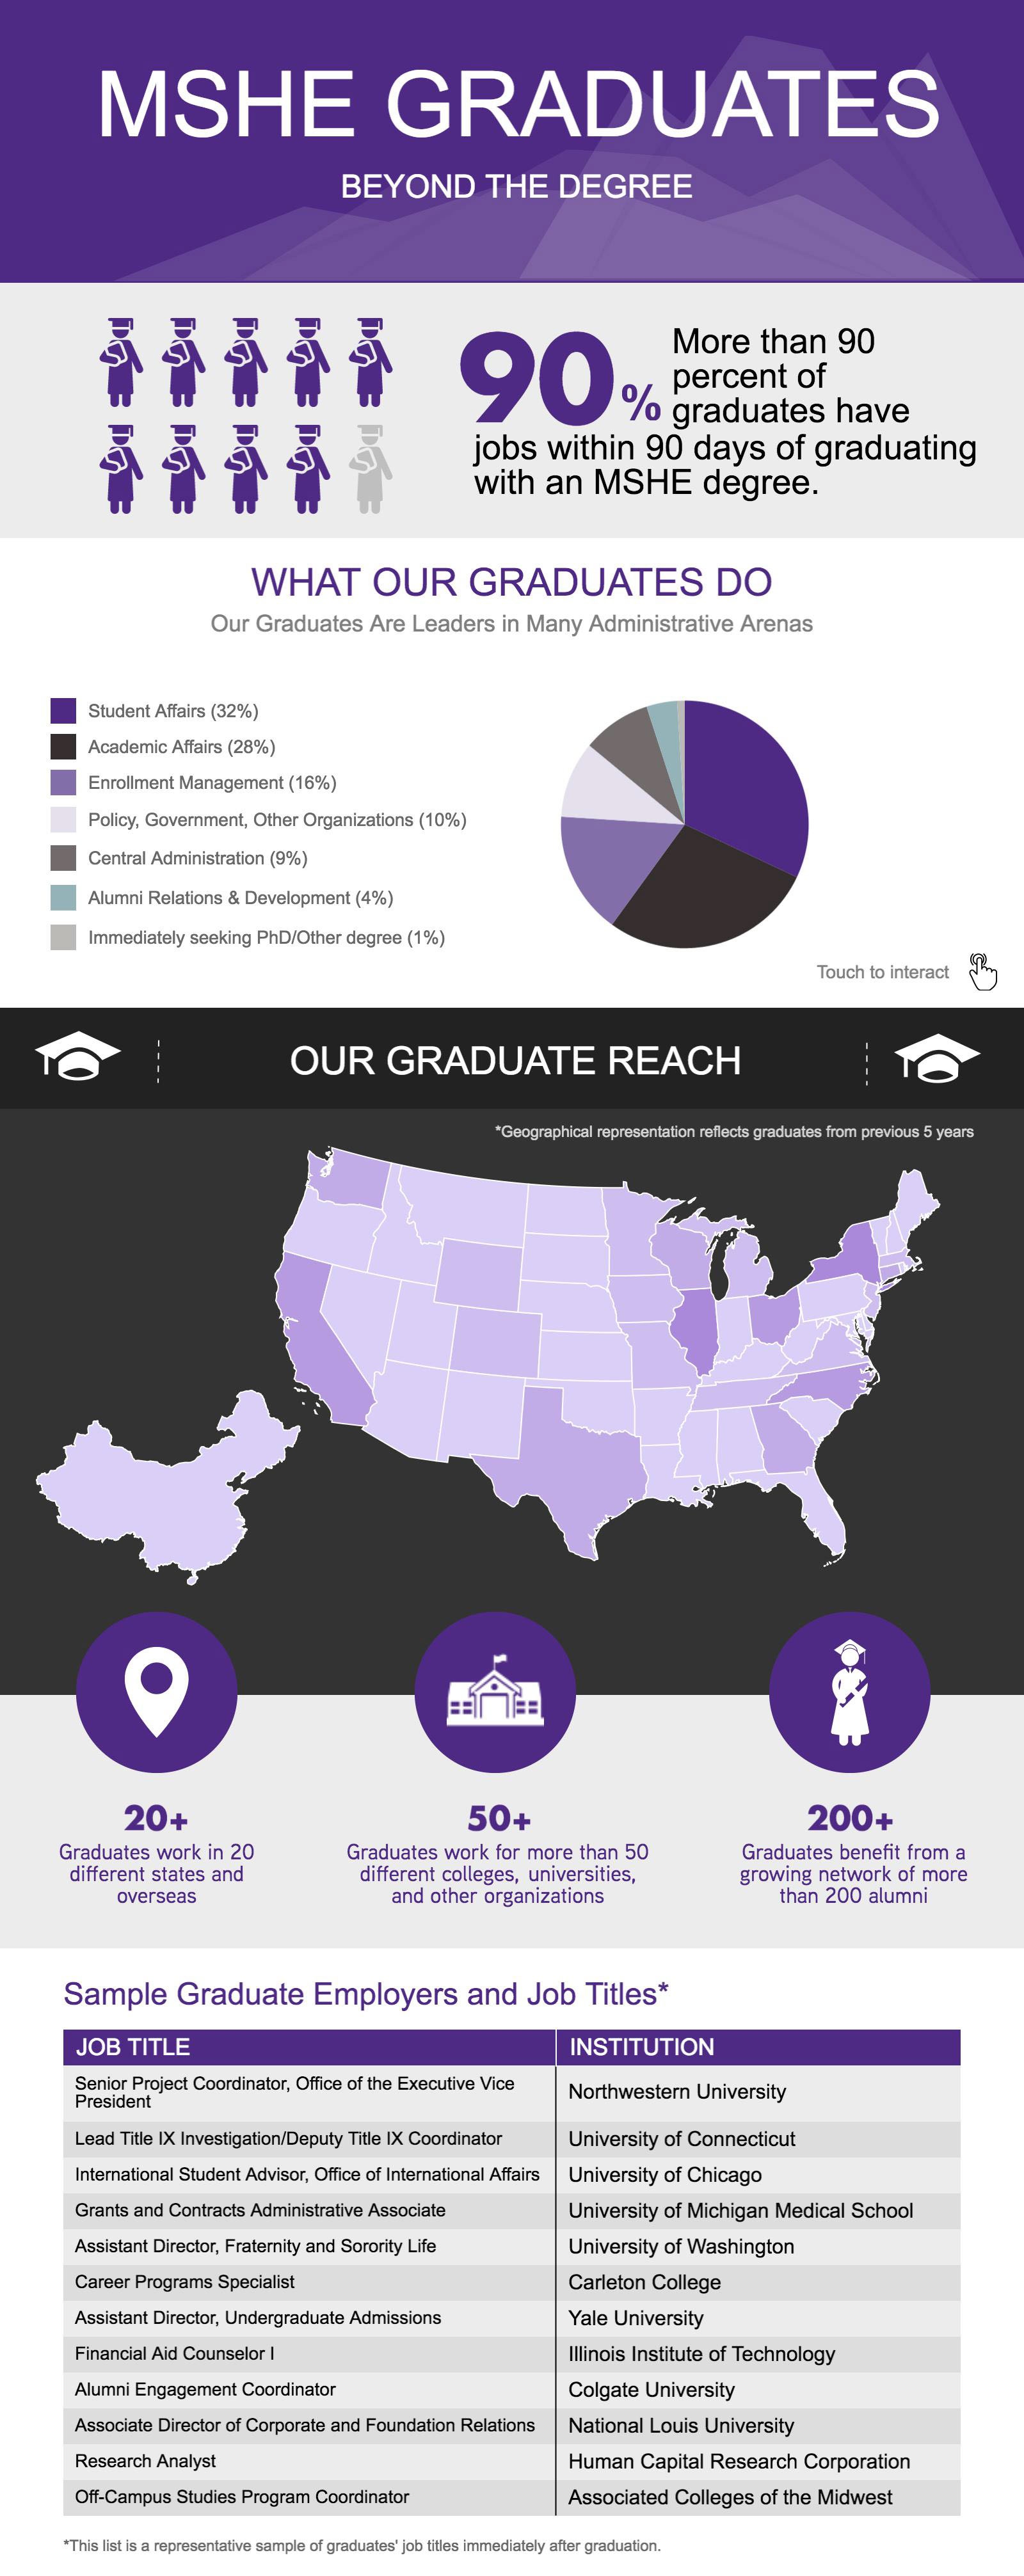 MSHE GRADUATES
BEYOND THE DEGREE
90%
More than 90
percent of
graduates have
jobs within 90 days of graduating
with an MSHE degree.
WHAT OUR GRADUATES DO
Our Graduates Are Leaders in Many Administrative Arenas
Student Affairs (32%)
Academic Affairs (28%)
Enrollment Management (16%)
Policy, Government, Other Organizations (10%)
Central Administration (9%)
Alumni Relations & Development (4%)
Immediately seeking PhD/Other degree (1%)
Touch to interact
OUR GRADUATE REACH
*Geographical representation reflects graduates from previous 5 years
20+
Graduates work in 20
different states and
overseas
50+
Graduates work for more than 50
different colleges, universities,
and other organizations
200+
Graduates benefit from a
growing network of more
than 200 alumni
Sample Graduate Employers and Job Titles*
JOB TITLE INSTITUTION
Senior Project Coordinator, Office of the Executive Vice
President
Northwestern University
Lead Title IX Investigation/Deputy Title IX Coordinator University of Connecticut
International Student Advisor, Office of International Affairs University of Chicago
Grants and Contracts Administrative Associate University of Michigan Medical School
Assistant Director, Fraternity and Sorority Life University of Washington
Career Programs Specialist Carleton College
Assistant Director, Undergraduate Admissions Yale University
Financial Aid Counselor I Illinois Institute of Technology
Alumni Engagement Coordinator Colgate University
Associate Director of Corporate and Foundation Relations National Louis University
Research Analyst Human Capital Research Corporation
Off-Campus Studies Program Coordinator Associated Colleges of the Midwest
*This list is a representative sample of graduates' job titles immediately after graduation.